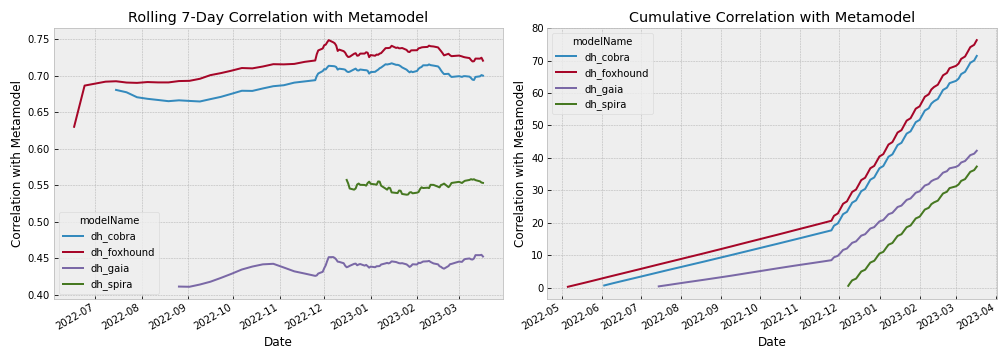 Rolling 7-Day Correlation with Metamodel
Correlation with Metamodel
0.75
0.70
0.65
0.60
0.55
0.50
0.45
0.40
modelName
dh_cobra
dh_foxhound
dh_gaia
dh_spira
2022-07
2022-08
2022-09
2022-10
2022-11
2022-12
2023-01
2023-02
2023-03
Date
Cumulative Correlation with Metamodel
Correlation with Metamodel
80
70
60
50
40
30
20
10
0
modelName
dh_cobra
dh_foxhound
dh_gaia
dh_spira
2022-05
2022-06
2022-07
2022-08
2022-09
2022-10
2022-11
2022-12
2023-01
2023-02
2023-03
2023-04
Date